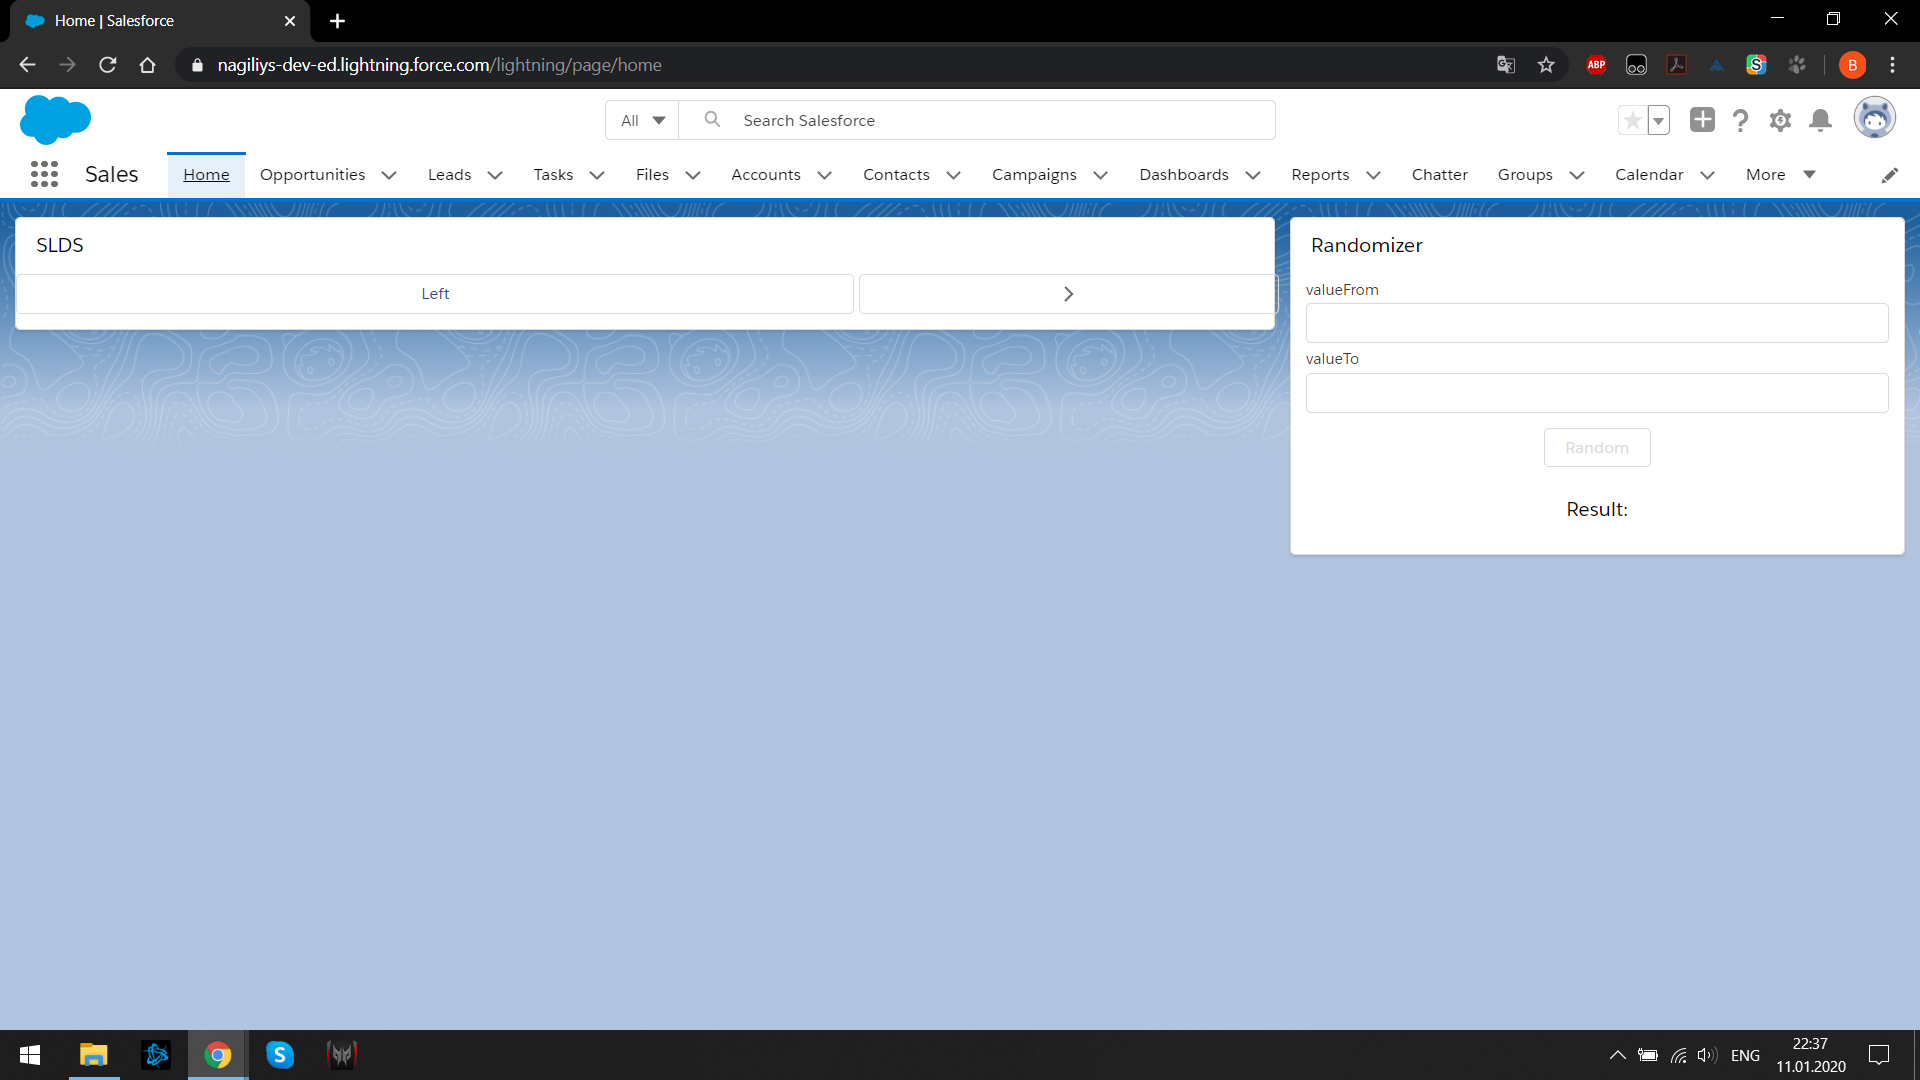 Home | Salesforce
nagiliys-dev-ed.lightning.force.com/lightning/page/home
ABP
S
B
All
Search Salesforce
Sales
Home
Opportunities
Leads
Tasks
Files
Accounts
Contacts
Campaigns
Dashboards
Reports
Chatter
Groups
Calendar
More
SLDS
Left
Randomizer
valueFrom
valueTo
Random
Result:
S
ENG
22:37
11.01.2020